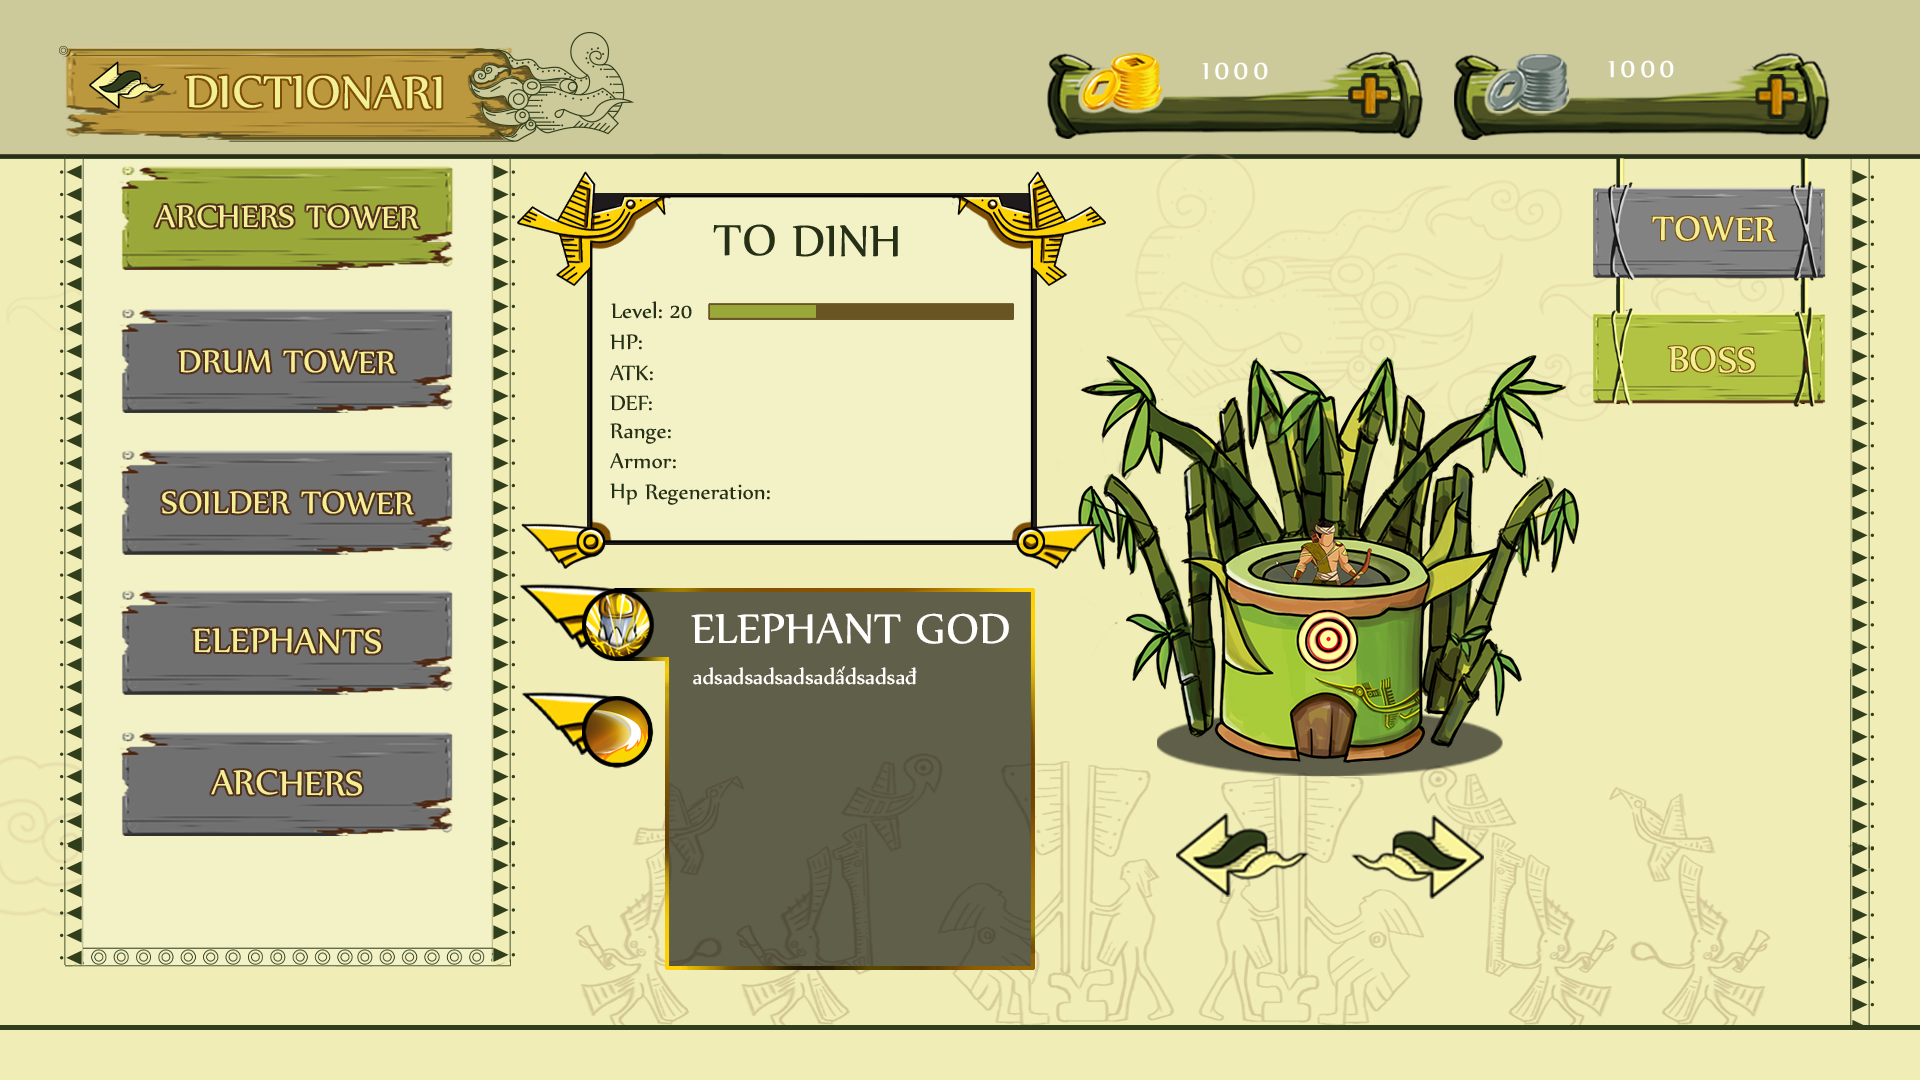 DICTIONARI
1000
1000
ARCHERS TOWER
DRUM TOWER
SOILDER TOWER
ELEPHANTS
ARCHERS
TO DINH
Level: 20
HP:
ATK:
DEF:
Range:
Armor:
Hp Regeneration:
ELEPHANT GOD
adsadsadsadsadấdsadsađ
TOWER
BOSS